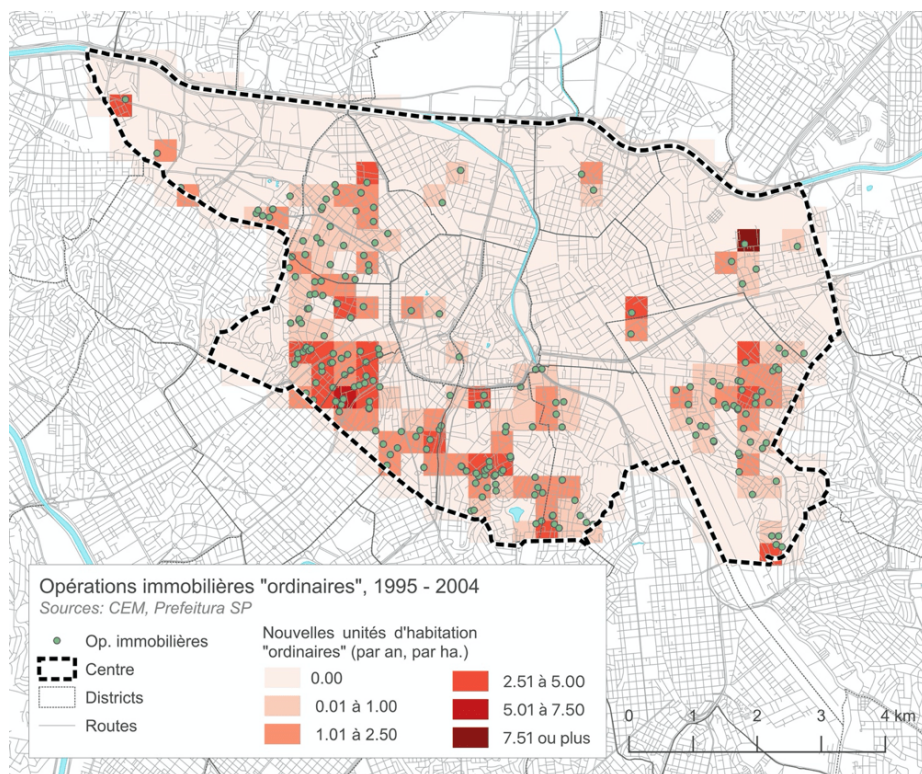 Opérations immobilières "ordinaires", 1995 - 2004
Sources: CEM, Prefeitura SP
Op. immobilières
Centre
Districts
Routes
Nouvelles unités d'habitation
"ordinaires" (par an, par ha.)
0.00
0.01 à 1.00
1.01 à 2.50
2.51 à 5.00
5.01 à 7.50
7.51 ou plus
0 1 2 3 4 km